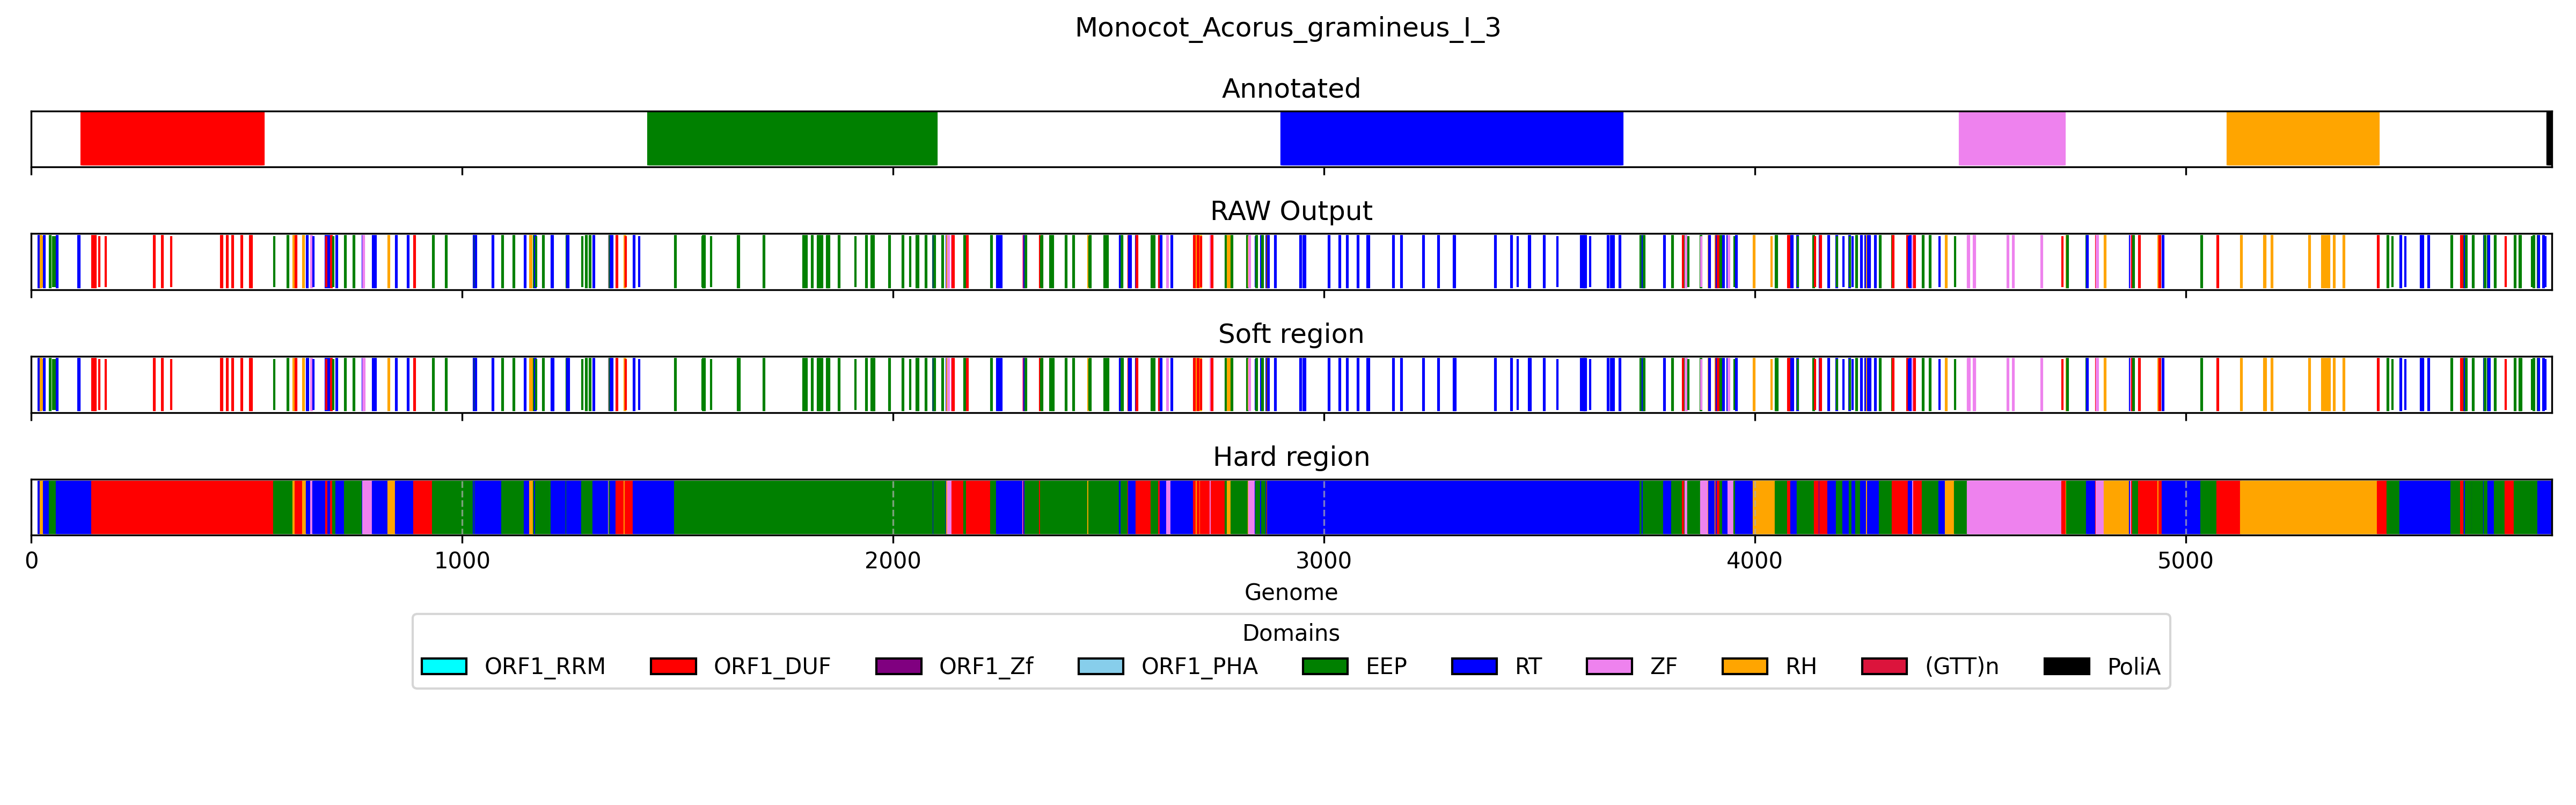 Monocot_Acorus_gramineus_I_3
Annotated
RAW Output
Soft region
Hard region
0 1000 2000 3000 4000 5000
Genome
Domains
ORF1_RRM ORF1_DUF ORF1_Zf ORF1_PHA EEP RT ZF RH (GTT)n PoliA